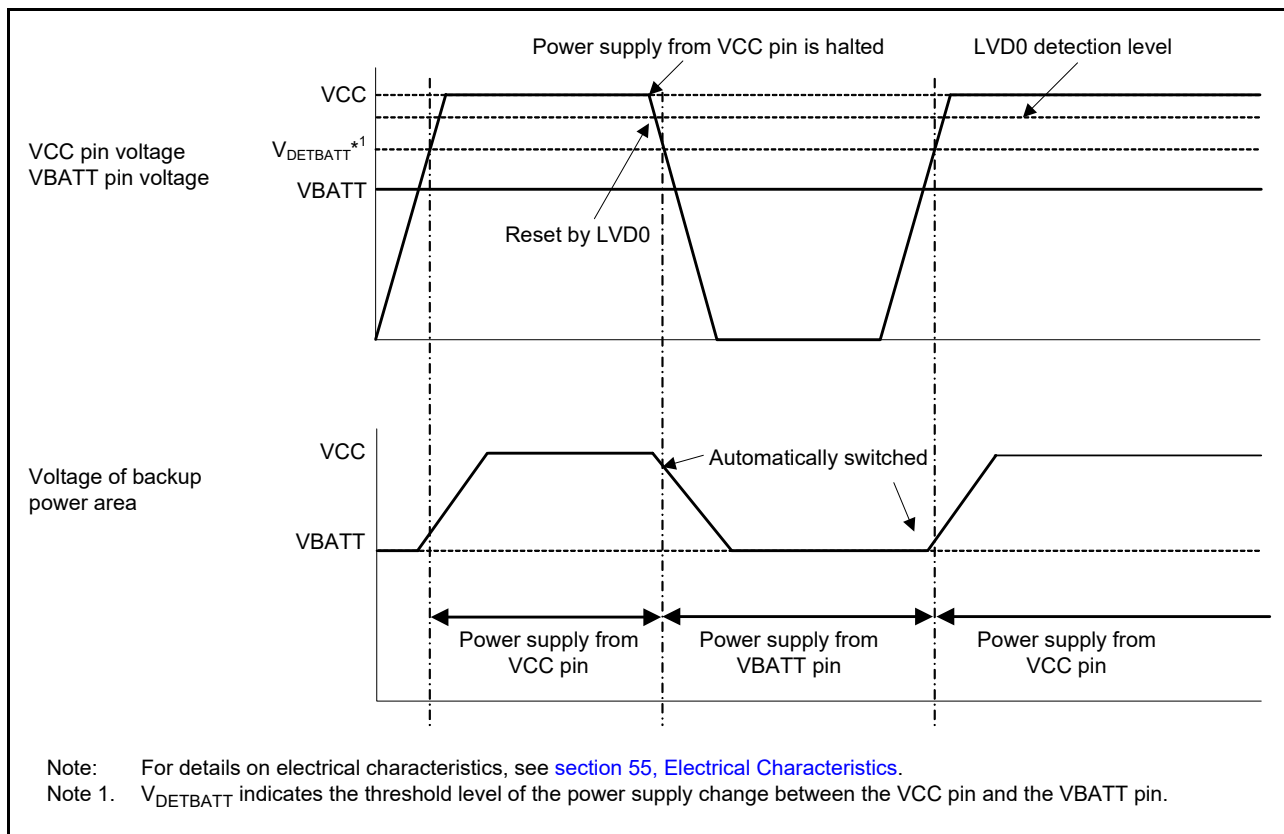 Power supply from VCC pin is halted
LVD0 detection level
VCC
VCC pin voltage
VBATT pin voltage
VDETBATT*1
VBATT
Reset by LVD0
VCC
Automatically switched
Voltage of backup
power area
VBATT
Power supply from
VCC pin
Power supply from
VBATT pin
Power supply from
VCC pin
Note: For details on electrical characteristics, see section 55, Electrical Characteristics.
Note 1. VDETBATT indicates the threshold level of the power supply change between the VCC pin and the VBATT pin.